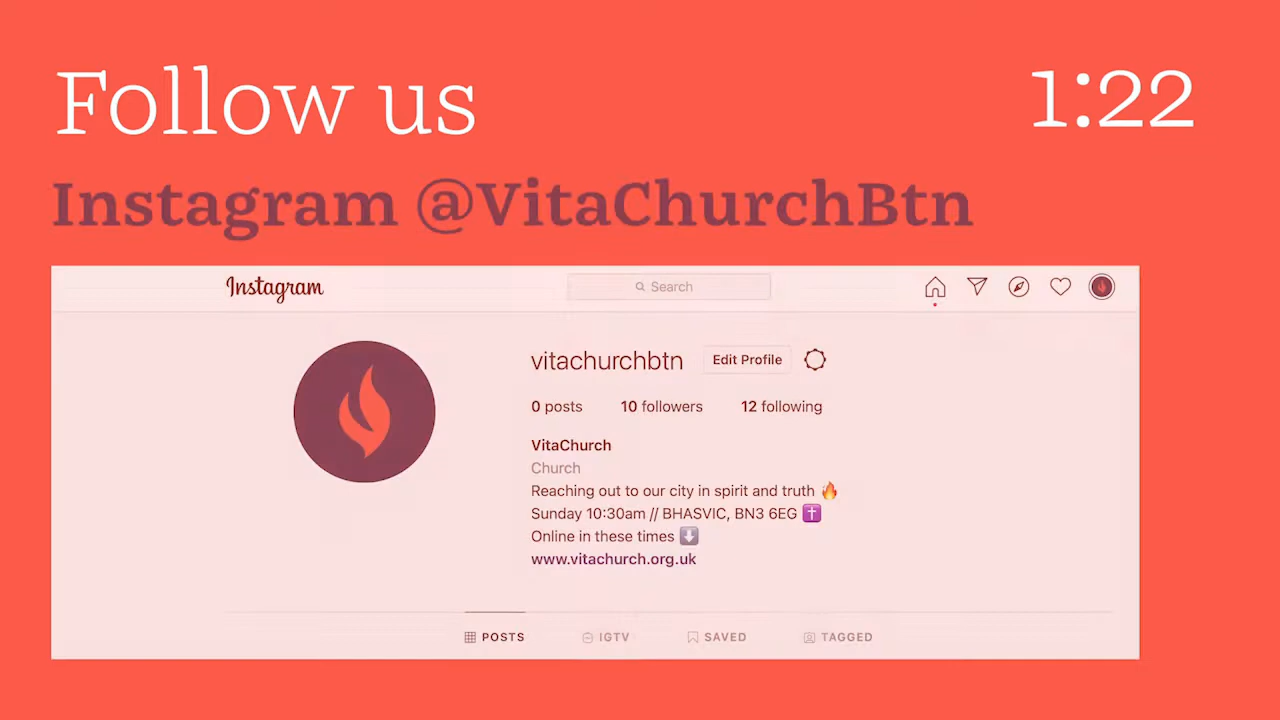 Follow us
1:22
Instagram @VitaChurchBtn
Instagram
Search
vitachurchbtn
Edit Profile
0 posts 10 followers 12 following
VitaChurch
Church
Reaching out to our city in spirit and truth 🔥
Sunday 10:30am // BHASVIC, BN3 6EG ✝️
Online in these times ⬇️
www.vitachurch.org.uk
POSTS IGTV SAVED TAGGED